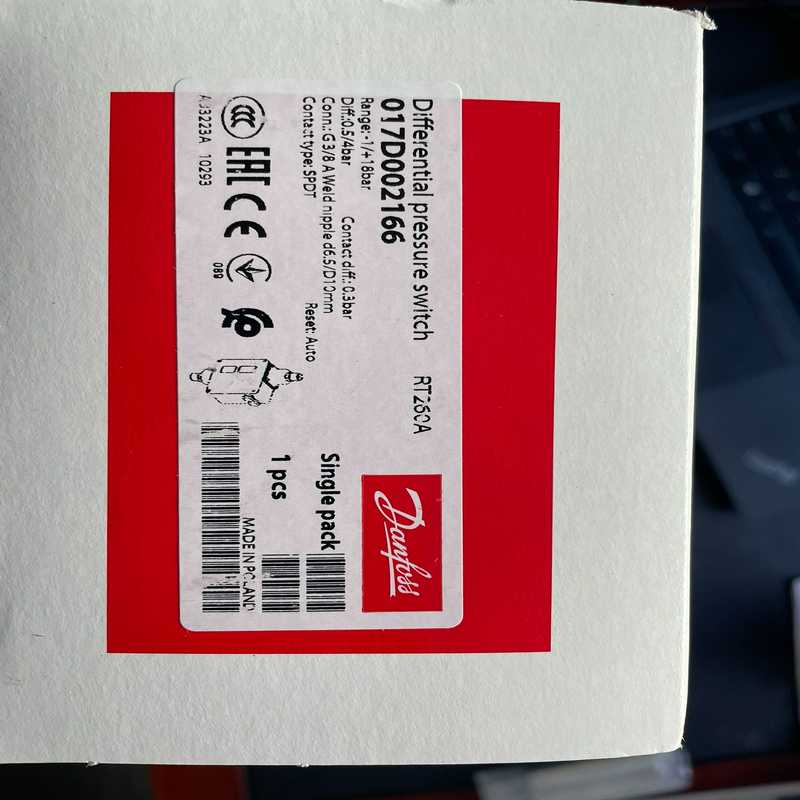 Differential pressure switch RT260A
017D002166
Range: -1/+18bar
Diff.:0.5/4bar Contact diff.: 0.3bar
Conn.: G 3/8 A Weld nipple d6.5/D10mm
Contact type: SPDT Reset: Auto
Single pack
1 pcs
CCC EAC CE
089
10293
MADE IN POLAND
Danfoss